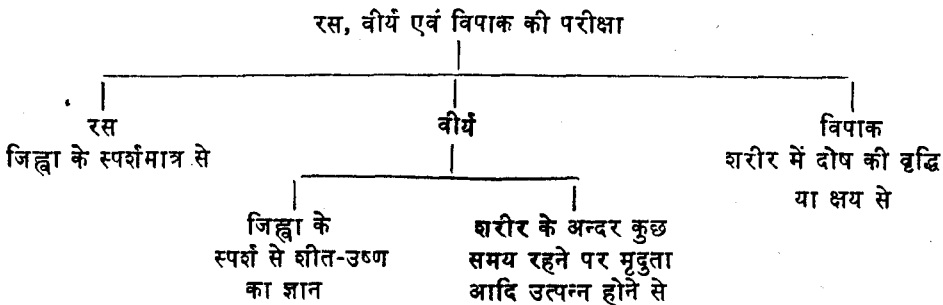 रस, वीर्य एवं विपाक की परीक्षा
रस
जिह्वा के स्पर्शमात्र से
वीर्य
जिह्वा के
स्पर्श से शीत-उष्ण
का ज्ञान
शरीर के अन्दर कुछ
समय रहने पर मृदुता
आदि उत्पन्न होने से
विपाक
शरीर में दोष की वृद्धि
या क्षय से